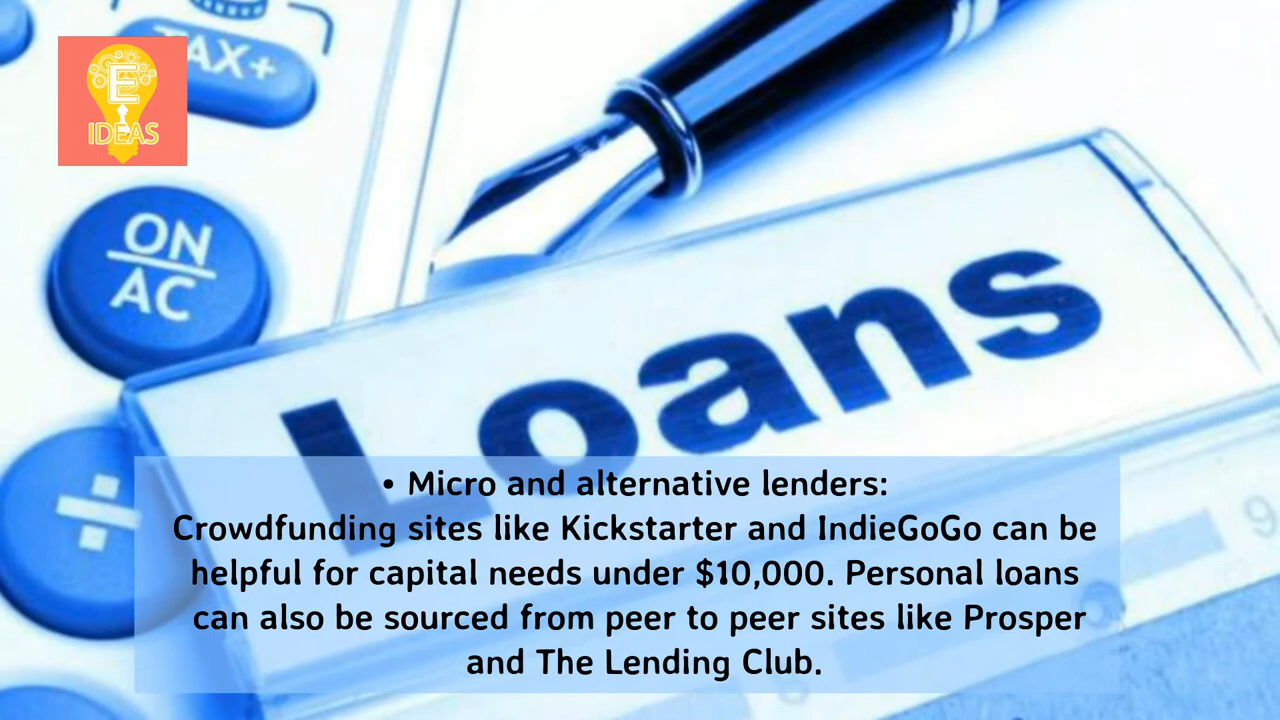 TAX+
E
IDEAS
ON
AC
Loans
÷
9
• Micro and alternative lenders:
Crowdfunding sites like Kickstarter and IndieGoGo can be
helpful for capital needs under $10,000. Personal loans
can also be sourced from peer to peer sites like Prosper
and The Lending Club.